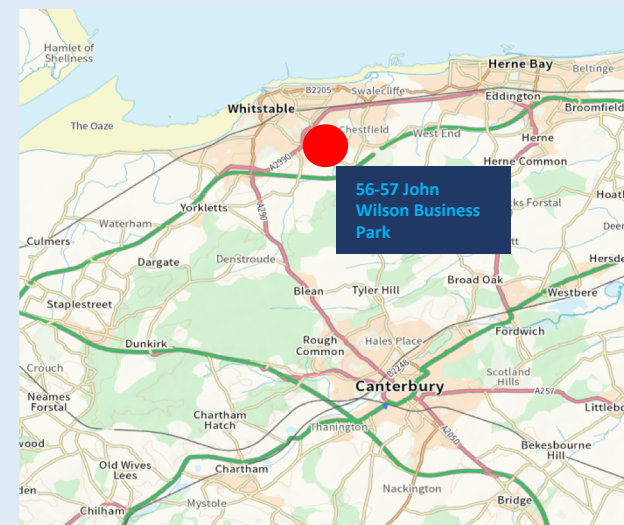 Hamlet of
Shellness
Herne Bay
Beltinge
B2205
Swalecliffe
Eddington
Whitstable
Broomfield
The Oaze
Chestfield
West End
Herne
A2990
Herne Common
56-57 John
Wilson Business
Park
Yorkletts
A290
Waterham
Culmers
Denstroude
Dargate
Blean
Tyler Hill
Broad Oak
Westbere
Staplestreet
Fordwich
Dunkirk
Rough
Common
Hales Place
B2248
Crouch
Canterbury
Scotland
Hills
A257
Neames
Forstal
Chartham
Hatch
Thanington
A2050
Bekesbourne
Hill
Old Wives
Lees
Chartham
Nackington
Mystole
Bridge
Chilham